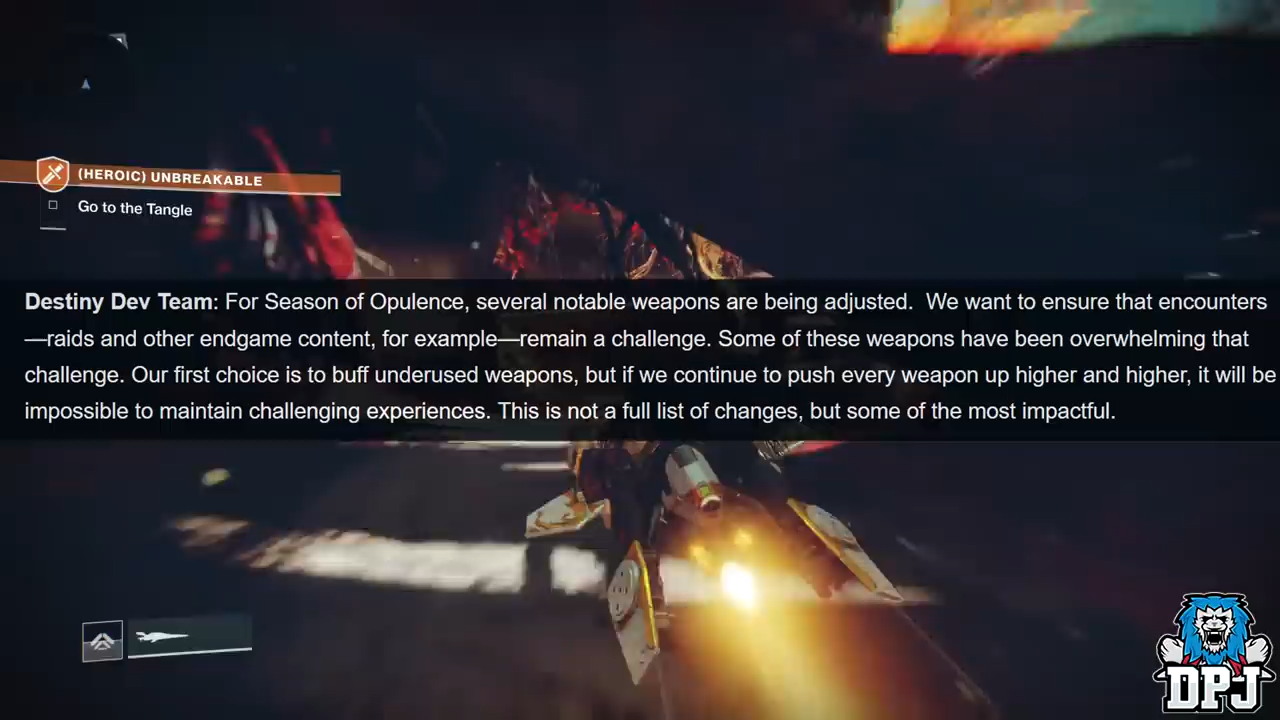 (HEROIC) UNBREAKABLE
Go to the Tangle
Destiny Dev Team: For Season of Opulence, several notable weapons are being adjusted.  We want to ensure that encounters
—raids and other endgame content, for example—remain a challenge. Some of these weapons have been overwhelming that
challenge. Our first choice is to buff underused weapons, but if we continue to push every weapon up higher and higher, it will be
impossible to maintain challenging experiences. This is not a full list of changes, but some of the most impactful.
DPJ